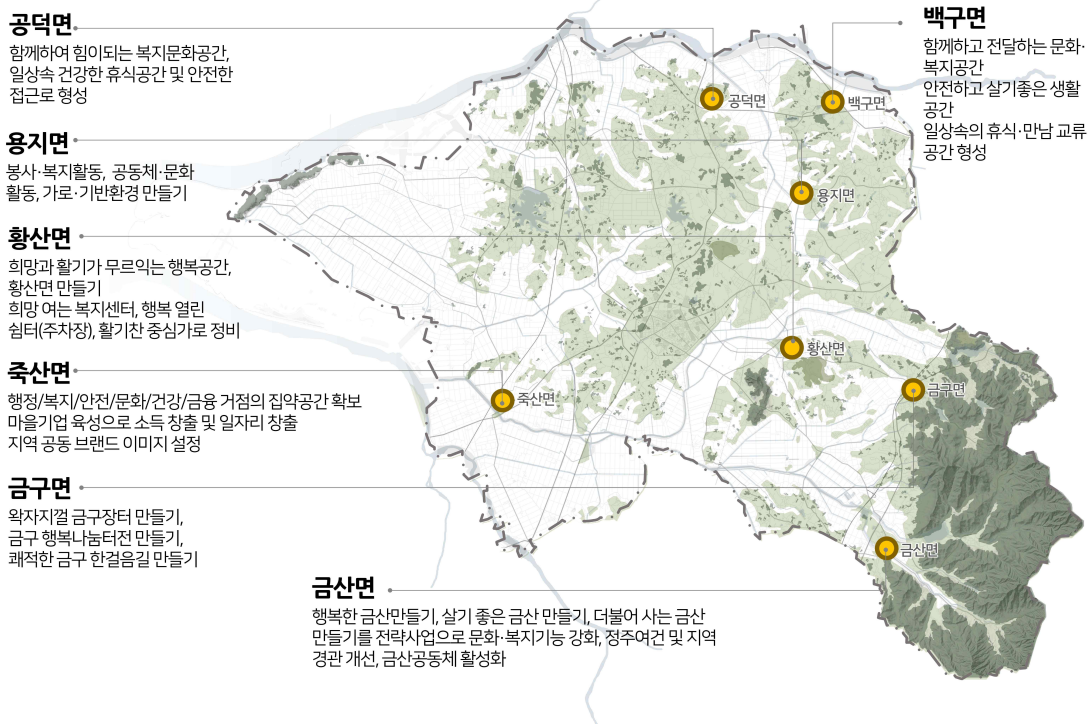 공덕면
함께하여 힘이되는 복지문화공간,
일상속 건강한 휴식공간 및 안전한
접근로 형성
용지면
봉사·복지활동, 공동체·문화
활동, 가로·기반환경 만들기
황산면
희망과 활기가 무르익는 행복공간,
황산면 만들기
희망 여는 복지센터, 행복 열린
쉼터(주차장), 활기찬 중심가로 정비
죽산면
행정/복지/안전/문화/건강/금융 거점의 집약공간 확보
마을기업 육성으로 소득 창출 및 일자리 창출
지역 공동 브랜드 이미지 설정
금구면
왁자지껄 금구장터 만들기,
금구 행복나눔터전 만들기,
쾌적한 금구 한걸음길 만들기
금산면
행복한 금산만들기, 살기 좋은 금산 만들기, 더불어 사는 금산
만들기를 전략사업으로 문화·복지기능 강화, 정주여건 및 지역
경관 개선, 금산공동체 활성화
백구면
함께하고 전달하는 문화·
복지공간
안전하고 살기좋은 생활
공간
일상속의 휴식·만남 교류
공간 형성
공덕면
백구면
용지면
황산면
금구면
죽산면
금산면